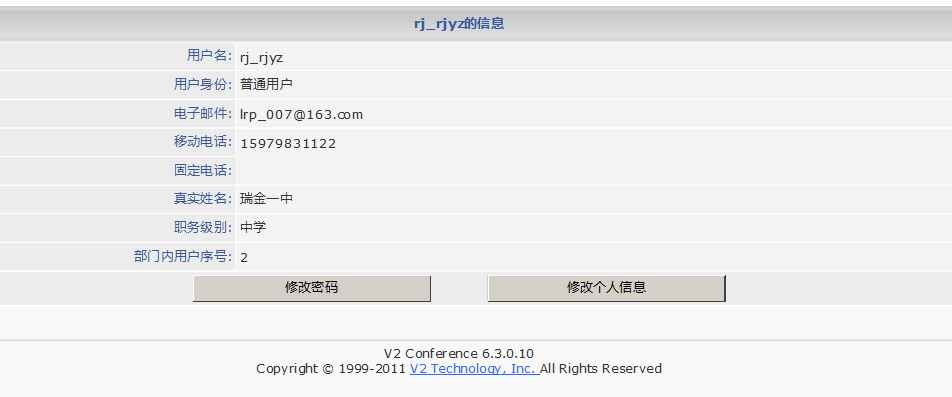 rj_rjyz的信息
用户名: rj_rjyz
用户身份: 普通用户
电子邮件: lrp_007@163.com
移动电话: 15979831122
固定电话:
真实姓名: 瑞金一中
职务级别: 中学
部门内用户序号: 2
修改密码 修改个人信息
V2 Conference 6.3.0.10
Copyright © 1999-2011 V2 Technology, Inc. All Rights Reserved